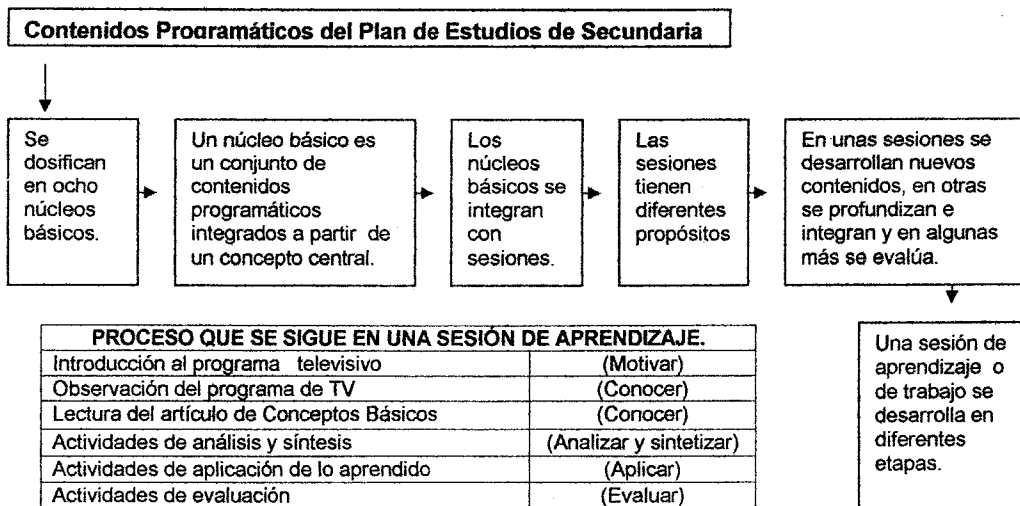 Contenidos Programáticos del Plan de Estudios de Secundaria
Se
dosifican
en ocho
núcleos
básicos.
Un núcleo básico es
un conjunto de
contenidos
programáticos
integrados a partir de
un concepto central.
Los
núcleos
básicos se
integran
con
sesiones.
Las
sesiones
tienen
diferentes
propósitos
En unas sesiones se
desarrollan nuevos
contenidos, en otras
se profundizan e
integran y en algunas
más se evalúa.
Una sesión de
aprendizaje o
de trabajo se
desarrolla en
diferentes
etapas.
PROCESO QUE SE SIGUE EN UNA SESIÓN DE APRENDIZAJE.
Introducción al programa televisivo (Motivar)
Observación del programa de TV (Conocer)
Lectura del artículo de Conceptos Básicos (Conocer)
Actividades de análisis y síntesis (Analizar y sintetizar)
Actividades de aplicación de lo aprendido (Aplicar)
Actividades de evaluación (Evaluar)